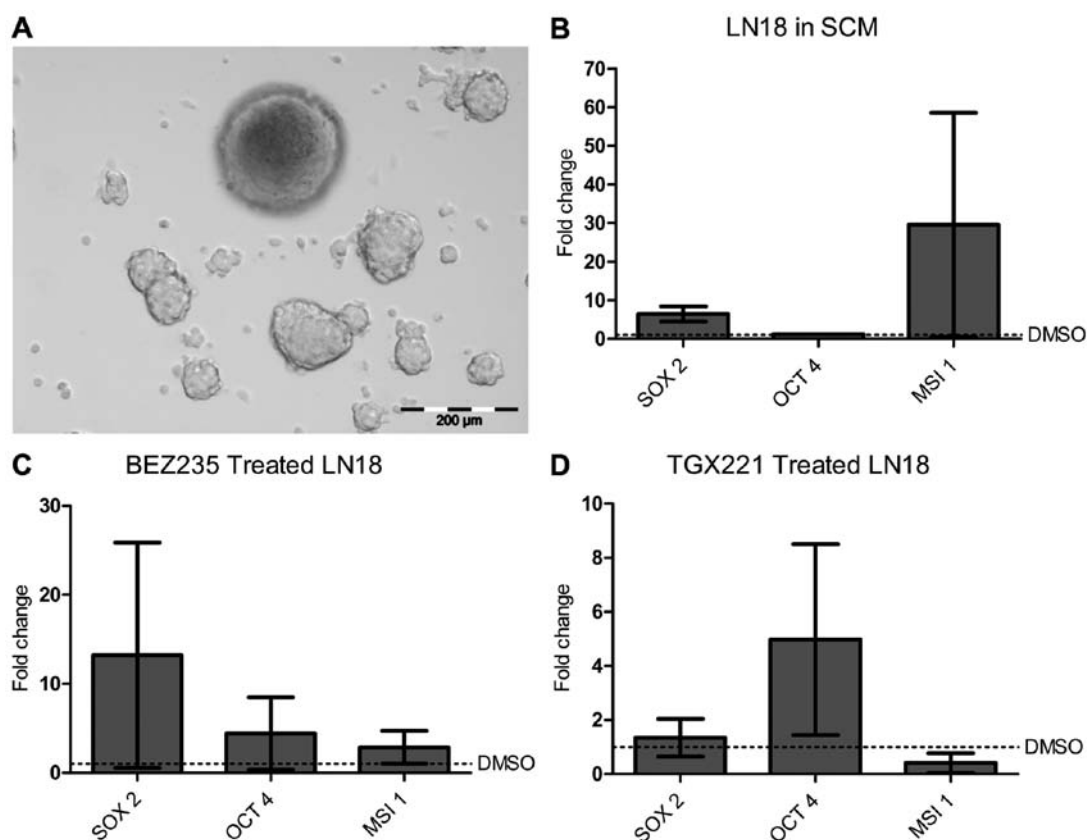 A
200 µm
B
LN18 in SCM
Fold change
70
60
50
40
30
20
10
0
DMSO
SOX 2
OCT 4
MSI 1
C
BEZ235 Treated LN18
Fold change
30
20
10
0
DMSO
SOX 2
OCT 4
MSI 1
D
TGX221 Treated LN18
Fold change
10
8
6
4
2
0
DMSO
SOX 2
OCT 4
MSI 1